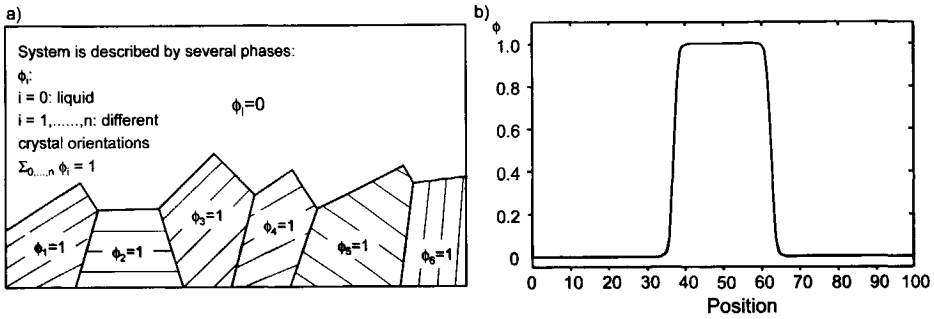 a)
System is described by several phases:
ϕi:
i = 0: liquid
i = 1,......,n: different
crystal orientations
Σ0,...,n ϕi = 1
ϕi=0
ϕ1=1
ϕ2=1
ϕ3=1
ϕ4=1
ϕ5=1
ϕ6=1
b)
ϕ
1.0
0.8
0.6
0.4
0.2
0
0 10 20 30 40 50 60 70 80 90 100
Position